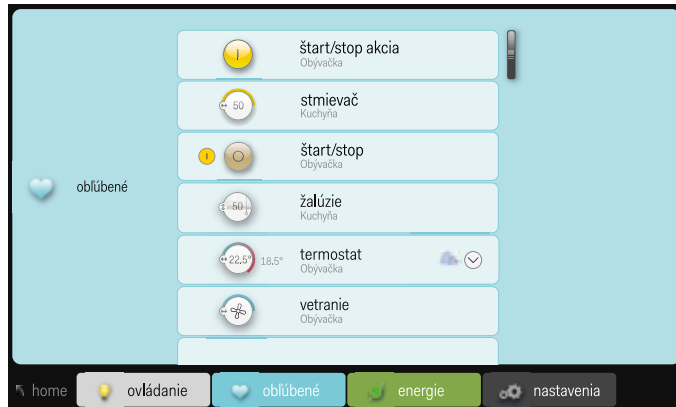 štart/stop akcia
Obývačka
50
stmievač
Kuchyňa
štart/stop
Obývačka
obľúbené
50
žalúzie
Kuchyňa
22,5° 18.5°
termostat
Obývačka
vetranie
Obývačka
home ovládanie obľúbené energie nastavenia